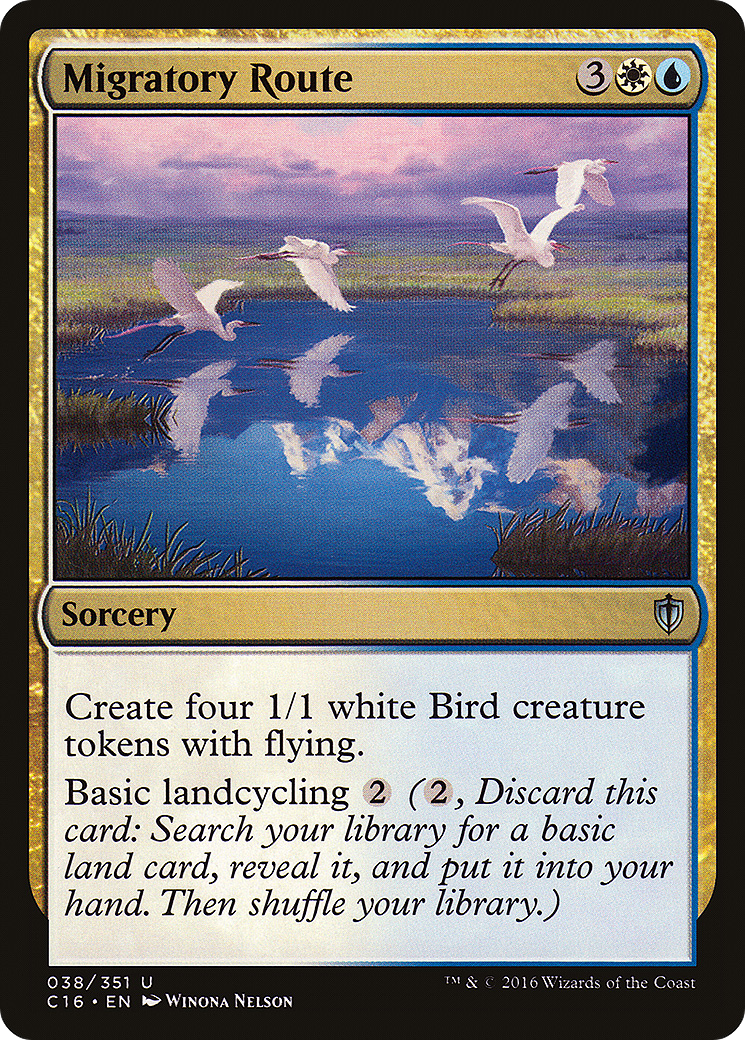 Migratory Route 3
Sorcery
Create four 1/1 white Bird creature
tokens with flying.
Basic landcycling 2 (2, Discard this
card: Search your library for a basic
land card, reveal it, and put it into your
hand. Then shuffle your library.)
038/351 U
C16 • EN Winona Nelson
™ & © 2016 Wizards of the Coast